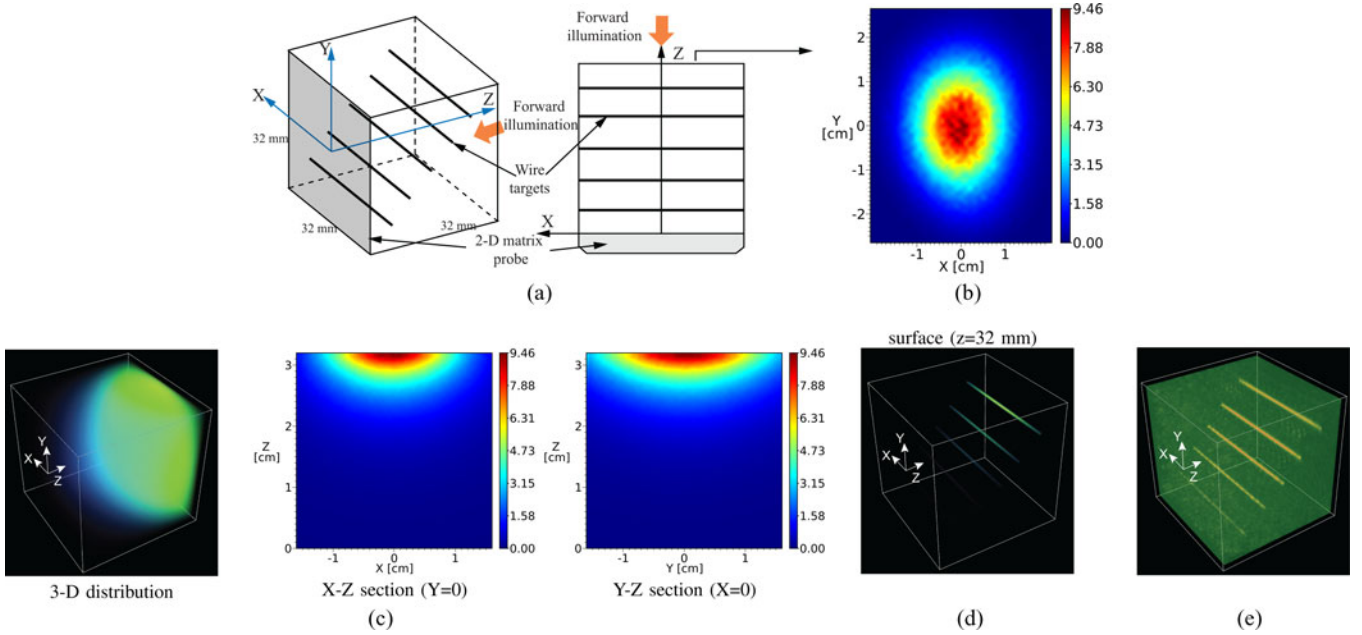 Y
X
Z
32 mm
32 mm
32 mm
Forward
illumination
Wire
targets
2-D matrix
probe
Forward
illumination
Z
X
(a)
Y
[cm]
2
1
0
-1
-2
-1
0
1
X [cm]
9.46
7.88
6.30
4.73
3.15
1.58
0.00
(b)
Y
X
Z
3-D distribution
Z
[cm]
3
2
1
0
-1
0
1
X [cm]
9.46
7.88
6.31
4.73
3.15
1.58
0.00
X-Z section (Y=0)
Z
[cm]
3
2
1
0
-1
0
1
Y [cm]
9.46
7.88
6.31
4.73
3.15
1.58
0.00
Y-Z section (X=0)
(c)
surface (z=32 mm)
Y
X
Z
(d)
Y
X
Z
(e)